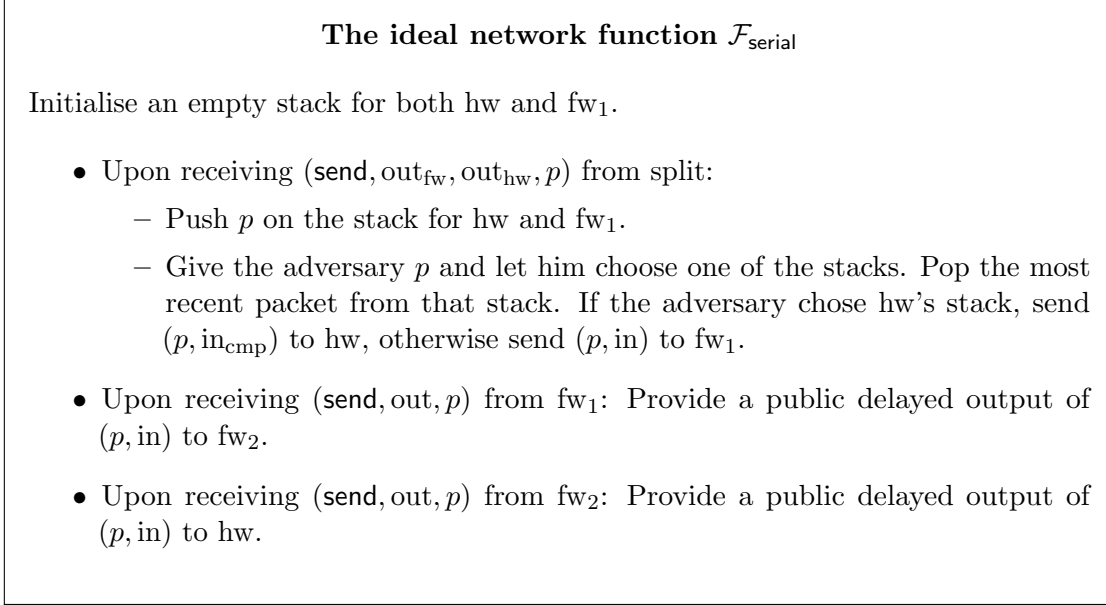 The ideal network function 𝓕serial
Initialise an empty stack for both hw and fw₁.
• Upon receiving (send, out_fw, out_hw, p) from split:
– Push p on the stack for hw and fw₁.
– Give the adversary p and let him choose one of the stacks. Pop the most
recent packet from that stack. If the adversary chose hw's stack, send
(p, in_cmp) to hw, otherwise send (p, in) to fw₁.
• Upon receiving (send, out, p) from fw₁: Provide a public delayed output of
(p, in) to fw₂.
• Upon receiving (send, out, p) from fw₂: Provide a public delayed output of
(p, in) to hw.